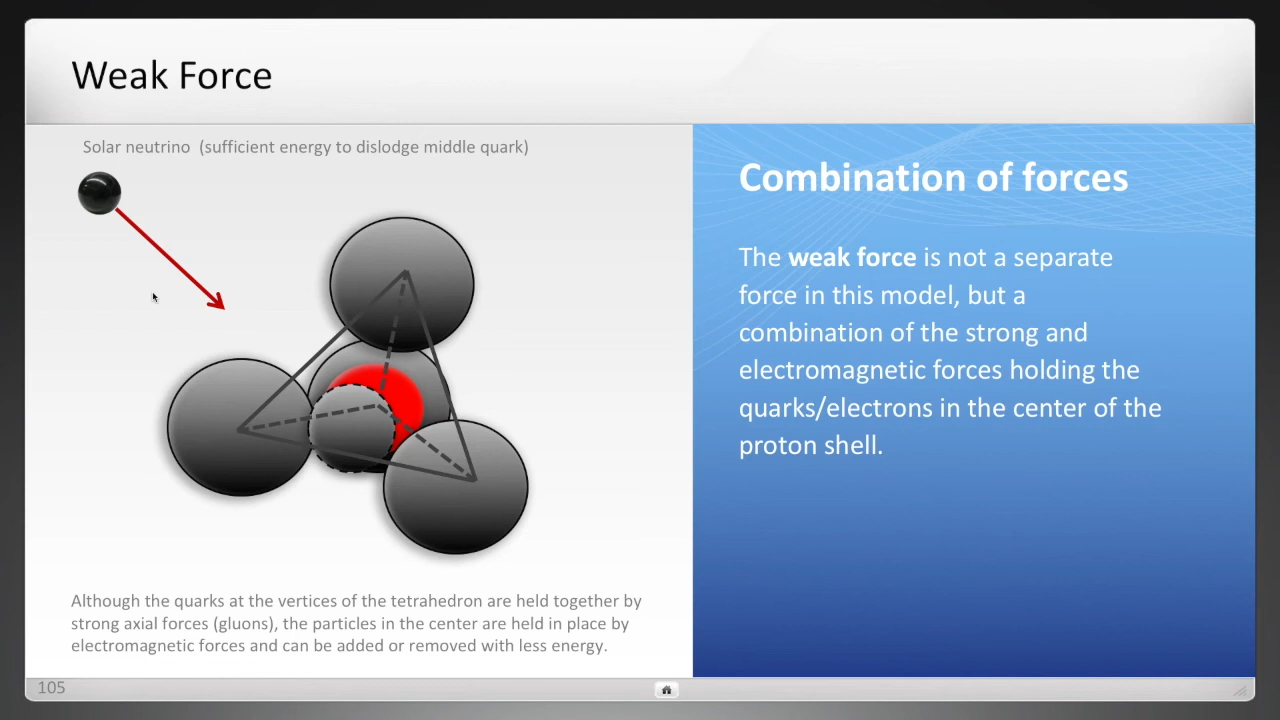 Weak Force
Solar neutrino (sufficient energy to dislodge middle quark)
Although the quarks at the vertices of the tetrahedron are held together by
strong axial forces (gluons), the particles in the center are held in place by
electromagnetic forces and can be added or removed with less energy.
Combination of forces
The weak force is not a separate
force in this model, but a
combination of the strong and
electromagnetic forces holding the
quarks/electrons in the center of the
proton shell.
105